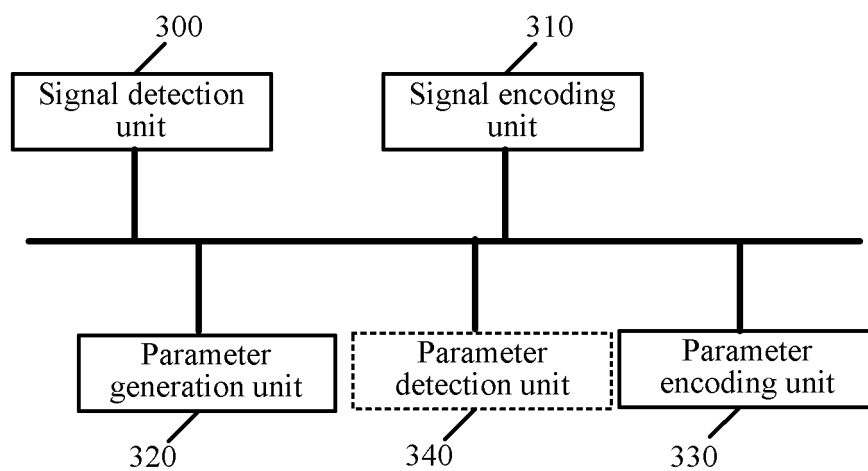 300
310
Signal detection
unit
Signal encoding
unit
Parameter
generation unit
Parameter
detection unit
Parameter
encoding unit
320
340
330